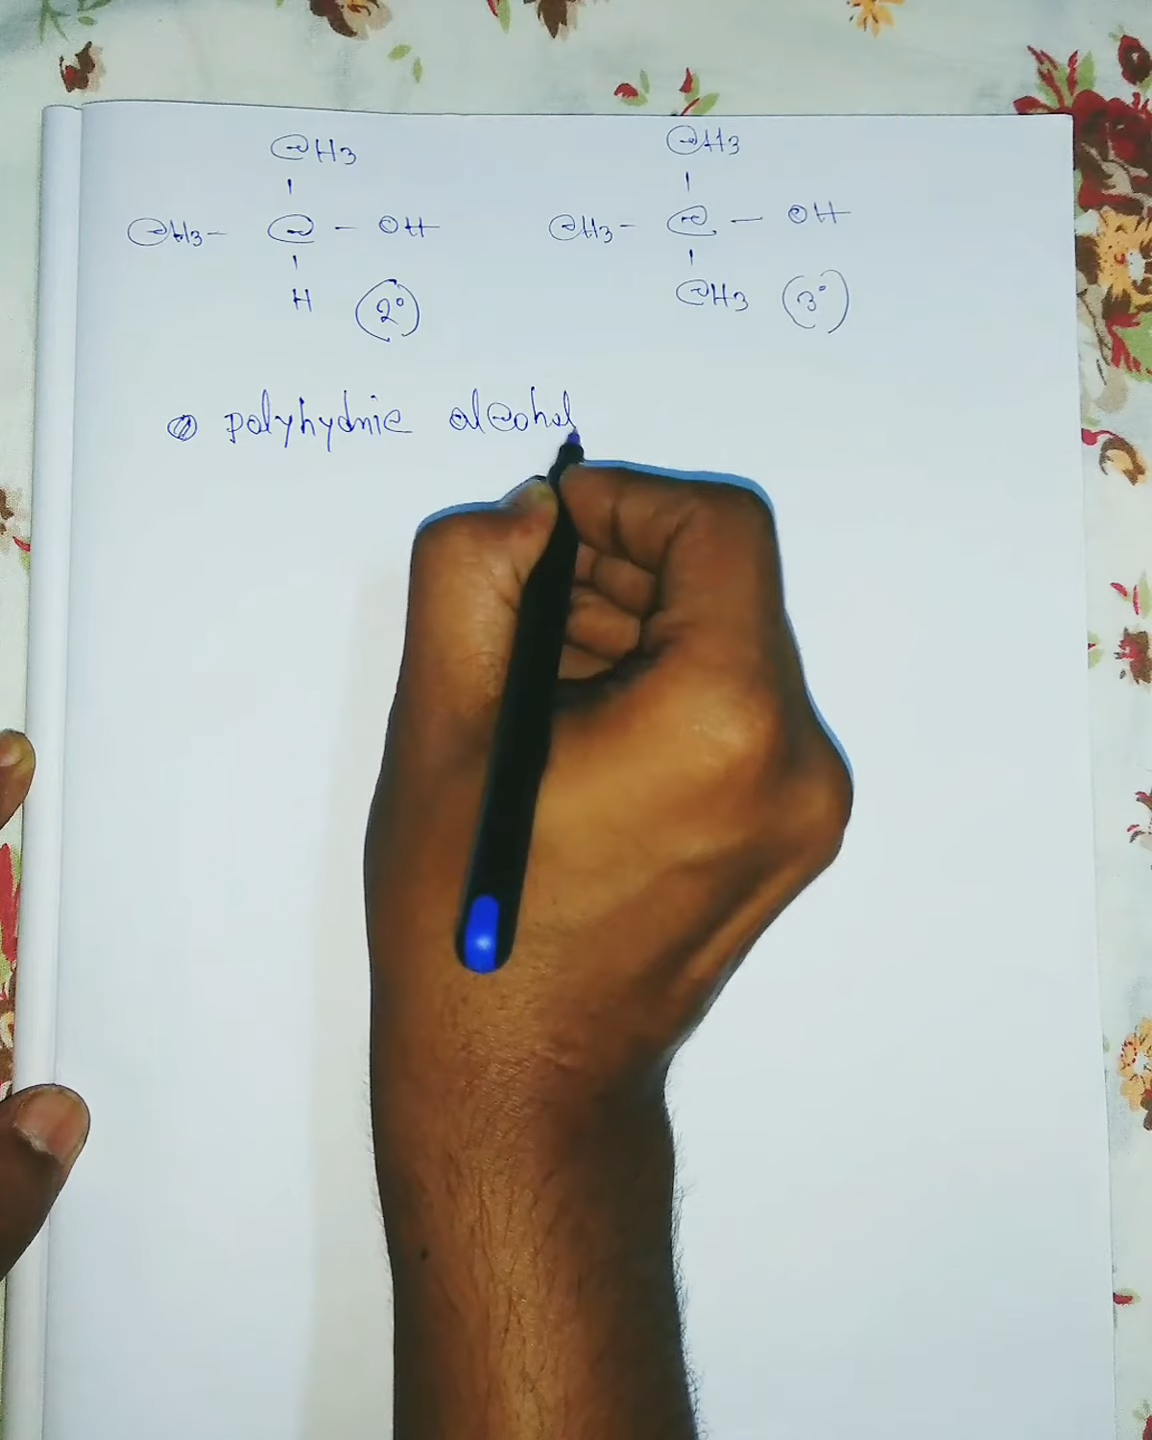 CH3 CH3
CH3 - C - OH CH3 - C - OH
H (2°) CH3 (3°)
polyhydric alcohol